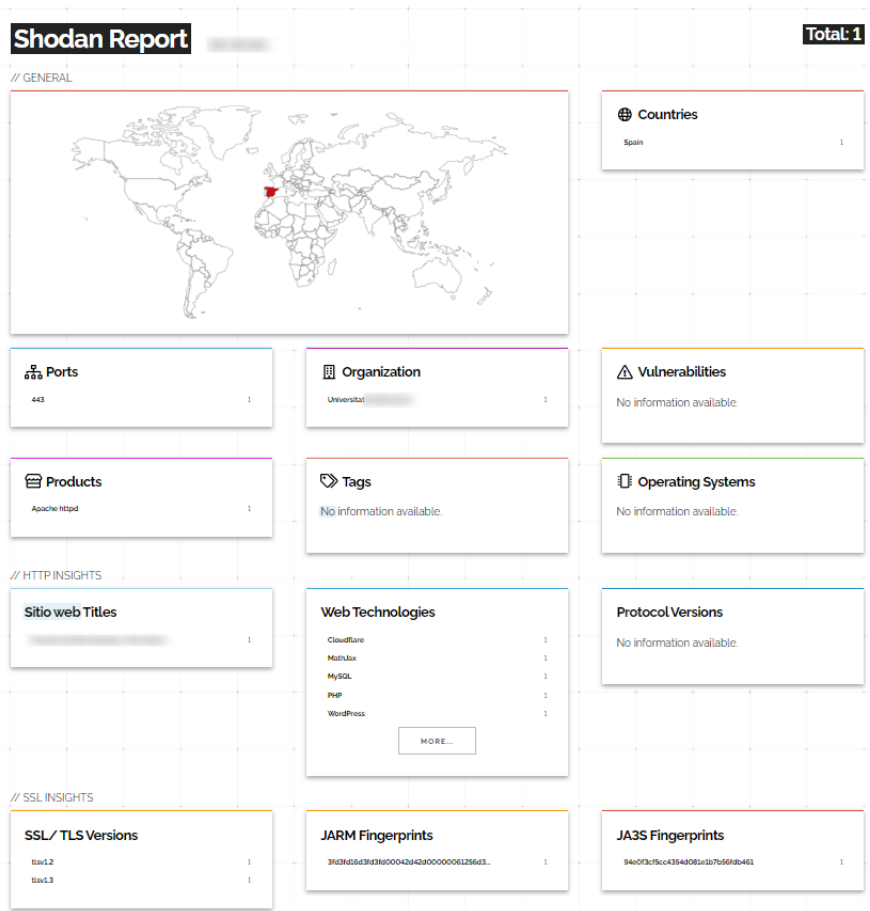 Shodan Report
Total: 1
// GENERAL
Countries
Spain 1
Ports
443 1
Organization
Universitat 1
Vulnerabilities
No information available.
Products
Apache httpd 1
Tags
No information available.
Operating Systems
No information available.
// HTTP INSIGHTS
Sitio web Titles
1
Web Technologies
Cloudflare 1
MathJax 1
MySQL 1
PHP 1
WordPress 1
MORE...
Protocol Versions
No information available.
// SSL INSIGHTS
SSL/ TLS Versions
tlsv1.2 1
tlsv1.3 1
JARM Fingerprints
3fd3fd16d3fd3fd00042d42d00000061256d3... 1
JA3S Fingerprints
94e0f3cf5cc4354d081e1b7b56fdb461 1